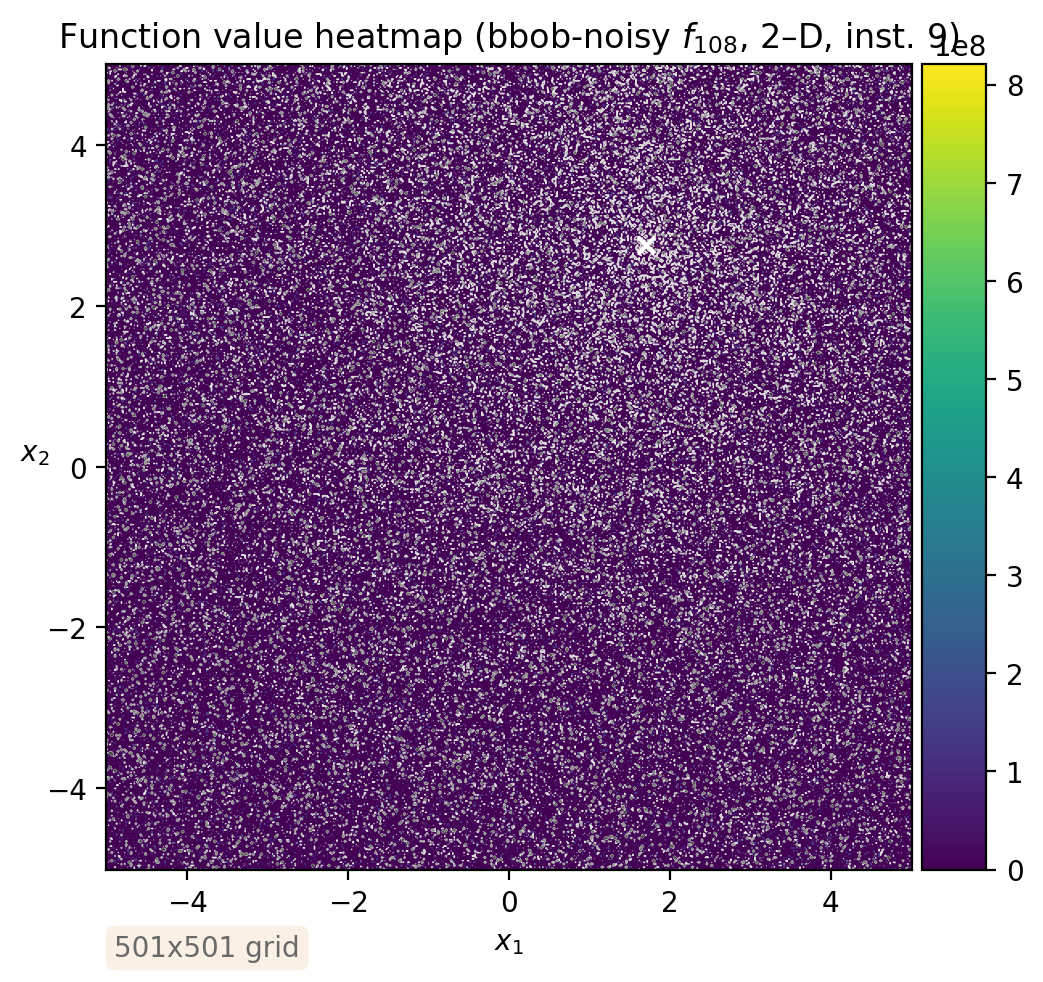 Function value heatmap (bbob-noisy f₁₀₈, 2–D, inst. 9)
1e8
8
7
6
5
4
3
2
1
0
4
2
0
−2
−4
x₂
−4 −2 0 2 4
x₁
501x501 grid